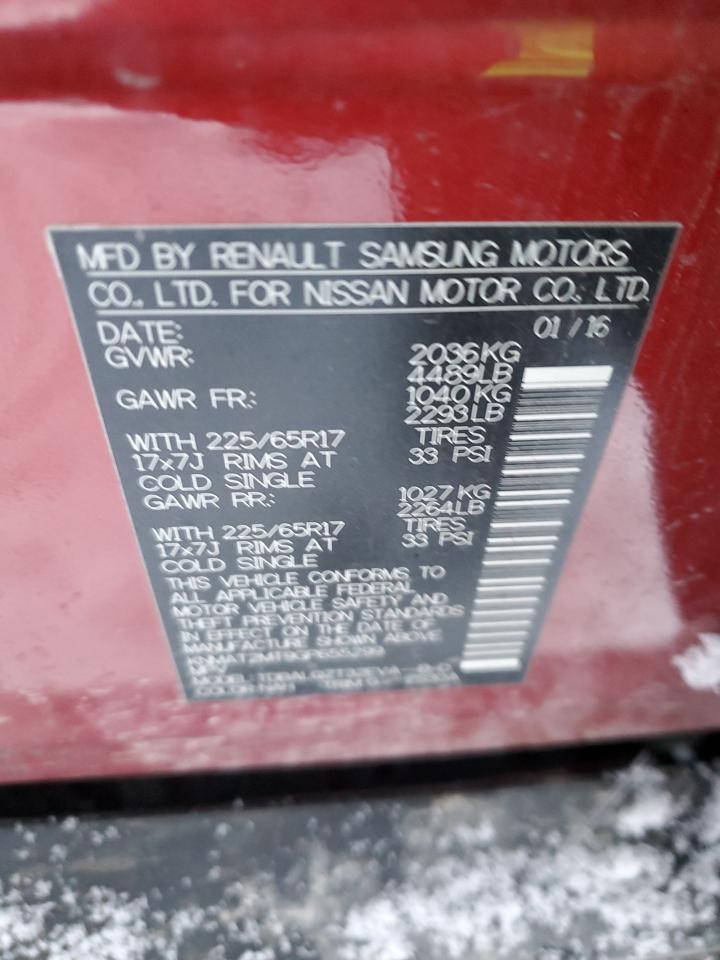 MFD BY RENAULT SAMSUNG MOTORS
CO., LTD. FOR NISSAN MOTOR CO., LTD.
DATE: 01/16
GVWR: 2036KG
4489LB
GAWR FR: 1040KG
2293LB
WITH 225/65R17 TIRES
17x7J RIMS AT 33 PSI
COLD SINGLE
GAWR RR: 1027KG
2264LB
WITH 225/65R17 TIRES
17x7J RIMS AT 33 PSI
COLD SINGLE
THIS VEHICLE CONFORMS TO
ALL APPLICABLE FEDERAL
MOTOR VEHICLE SAFETY AND
THEFT PREVENTION STANDARDS
IN EFFECT ON THE DATE OF
MANUFACTURE SHOWN ABOVE
MODEL:
COLOR: TRIM: